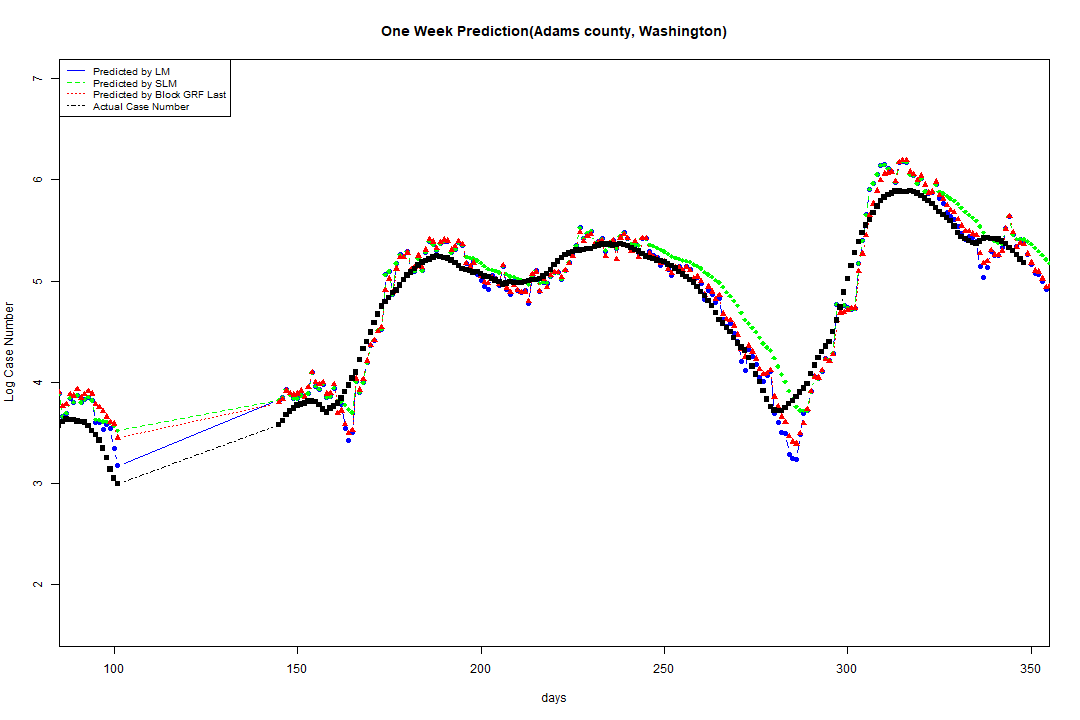 One Week Prediction(Adams county, Washington)
Predicted by LM
Predicted by SLM
Predicted by Block GRF Last
Actual Case Number
7
6
5
4
3
2
Log Case Number
100 150 200 250 300 350
days